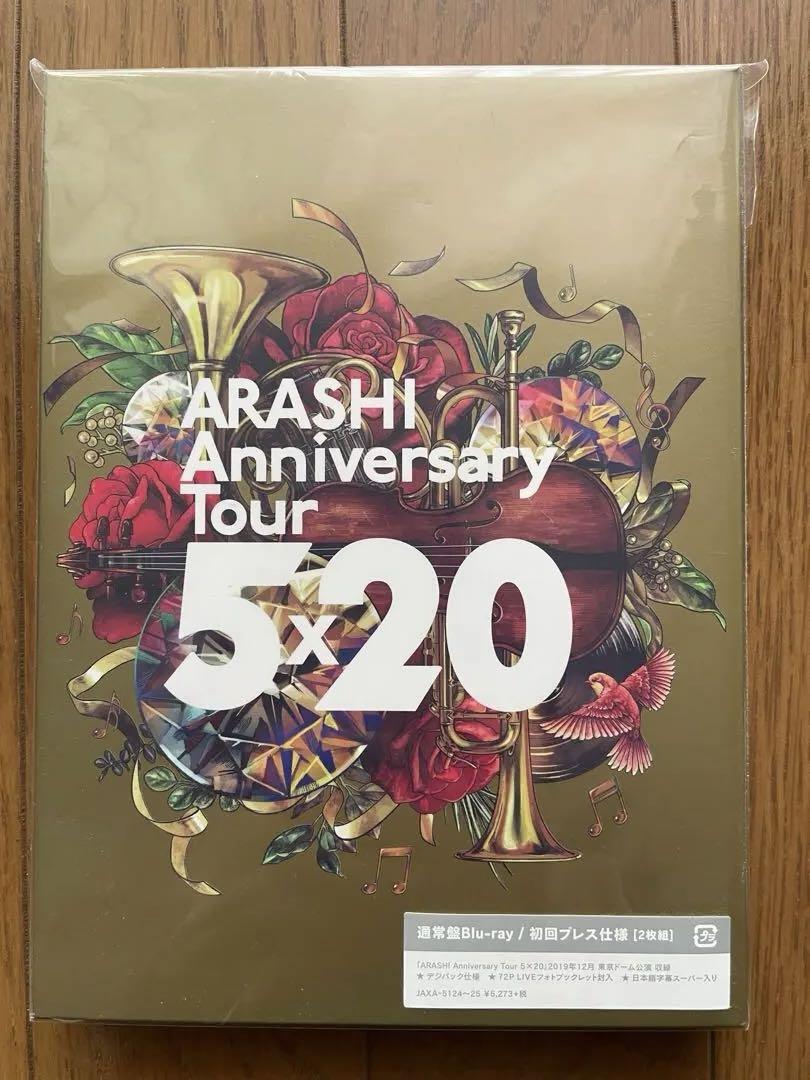 ARASHI
Anniversary
Tour
5x20
通常盤Blu-ray / 初回プレス仕様 [2枚組]
プラ
「ARASHI Anniversary Tour 5×20」2019年12月 東京ドーム公演 収録
★ デジパック仕様 ★ 72P LIVEフォトブックレット封入 ★ 日本語字幕スーパー入り
JAXA-5124〜25 ¥6,273+税